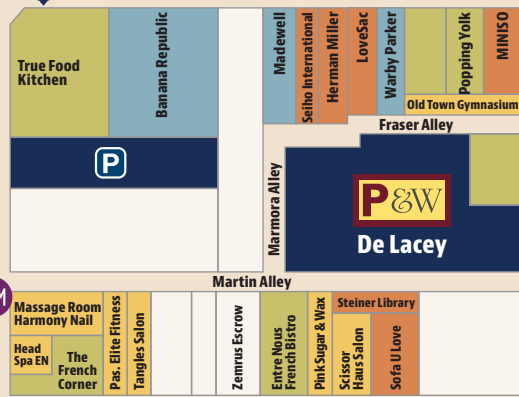 True Food
Kitchen
Banana Republic
Madewell
Seiho International
Herman Miller
LoveSac
Warby Parker
Popping Yolk
MINISO
Old Town Gymnasium
Fraser Alley
P
Marmora Alley
P&W
De Lacey
Martin Alley
M
Massage Room
Harmony Nail
Head
Spa EN
The
French
Corner
Pas. Elite Fitness
Tangles Salon
Zemrus Escrow
Entre Nous
French Bistro
Pink Sugar & Wax
Steiner Library
Scissor
Haus Salon
Sofa U Love